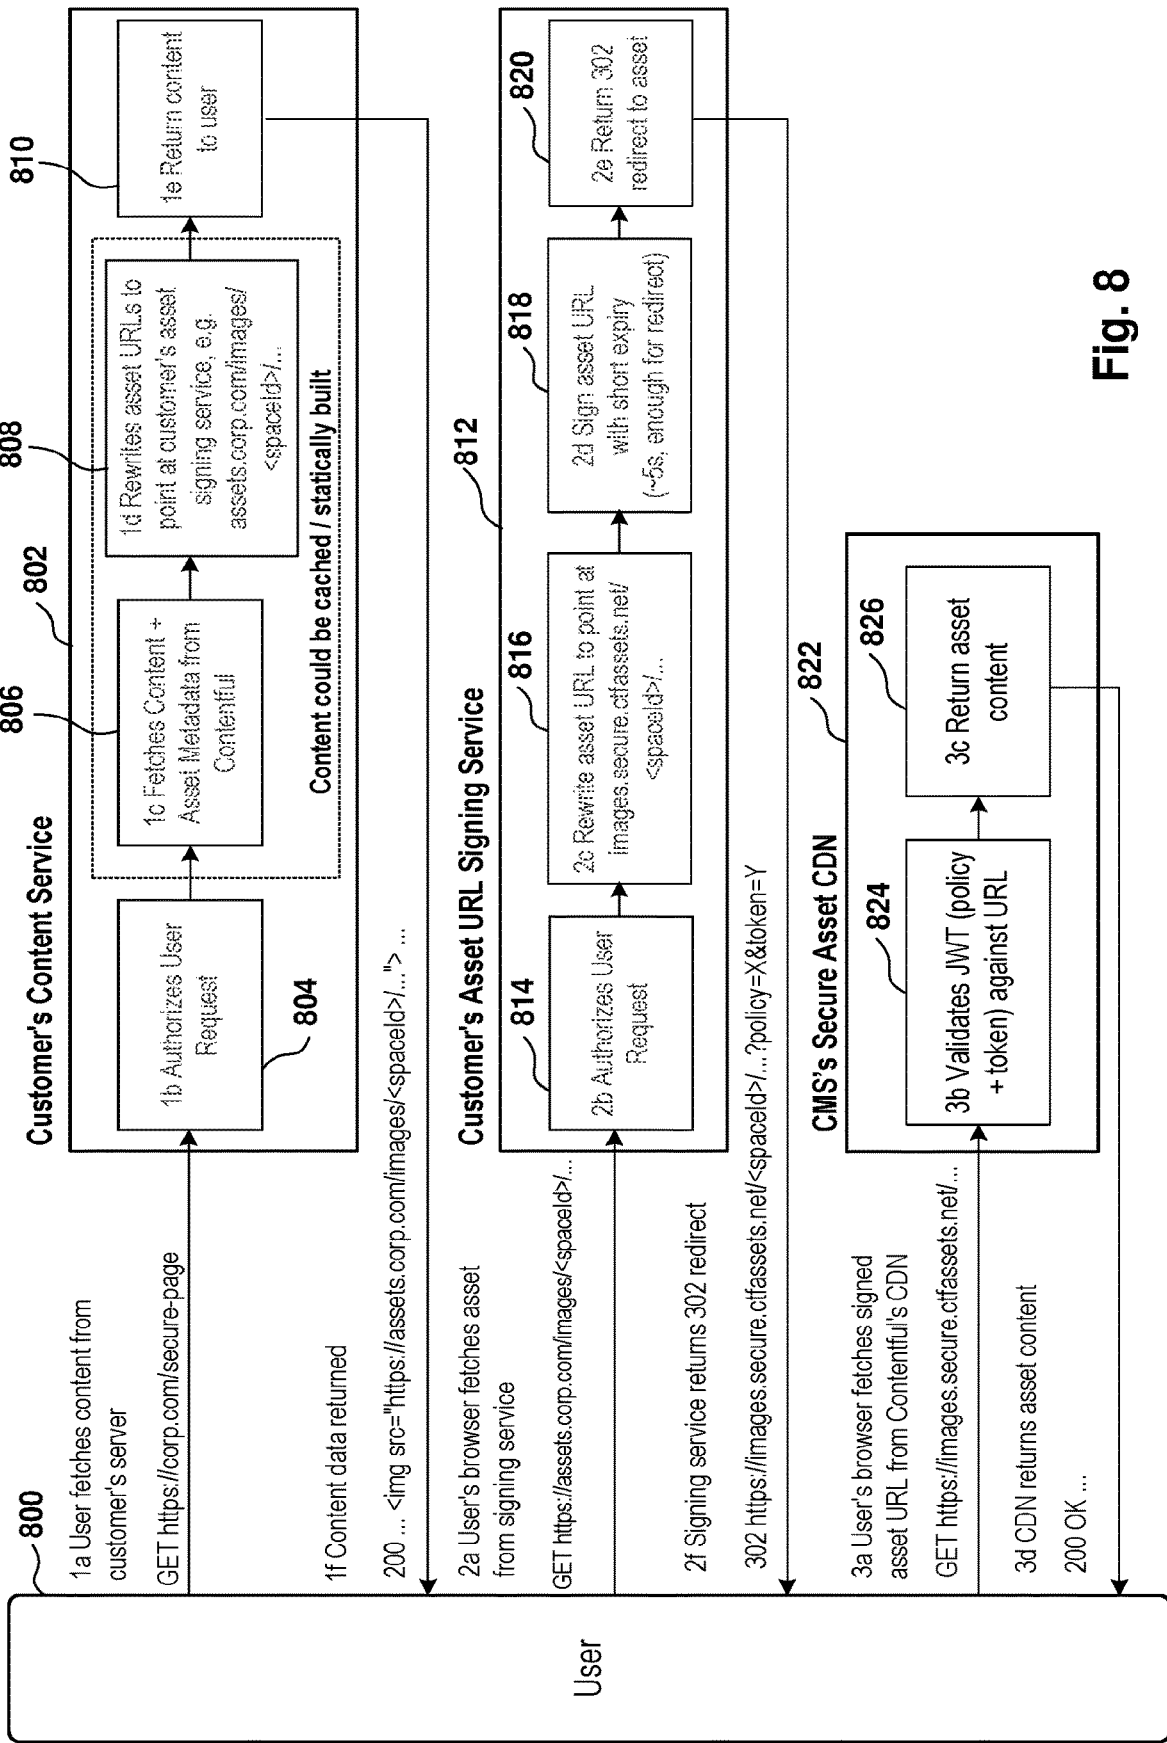 800
User
1a User fetches content from
customer's server
GET https://corp.com/secure-page
1f Content data returned
200 ... <img src="https://assets.corp.com/images/<spaceId>/..."> ...
Customer's Content Service
802
1b Authorizes User
Request
804
806
1c Fetches Content +
Asset Metadata from
Contentful
808
1d Rewrites asset URLs to
point at customer's asset
signing service, e.g.
assets.corp.com/images/
<spaceId>/...
Content could be cached / statically built
810
1e Return content
to user
2a User's browser fetches asset
from signing service
GET https://assets.corp.com/images/<spaceId>/...
2f Signing service returns 302 redirect
302 https://images.secure.ctfassets.net/<spaceId>/...?policy=X&token=Y
Customer's Asset URL Signing Service
812
814
2b Authorizes User
Request
816
2c Rewrite asset URL to point at
images.secure.ctfassets.net/
<spaceId>/...
818
2d Sign asset URL
with short expiry
(~5s, enough for redirect)
820
2e Return 302
redirect to asset
3a User's browser fetches signed
asset URL from Contentful's CDN
GET https://images.secure.ctfassets.net/...
3d CDN returns asset content
200 OK ...
CMS's Secure Asset CDN
822
824
3b Validates JWT (policy
+ token) against URL
826
3c Return asset
content
Fig. 8